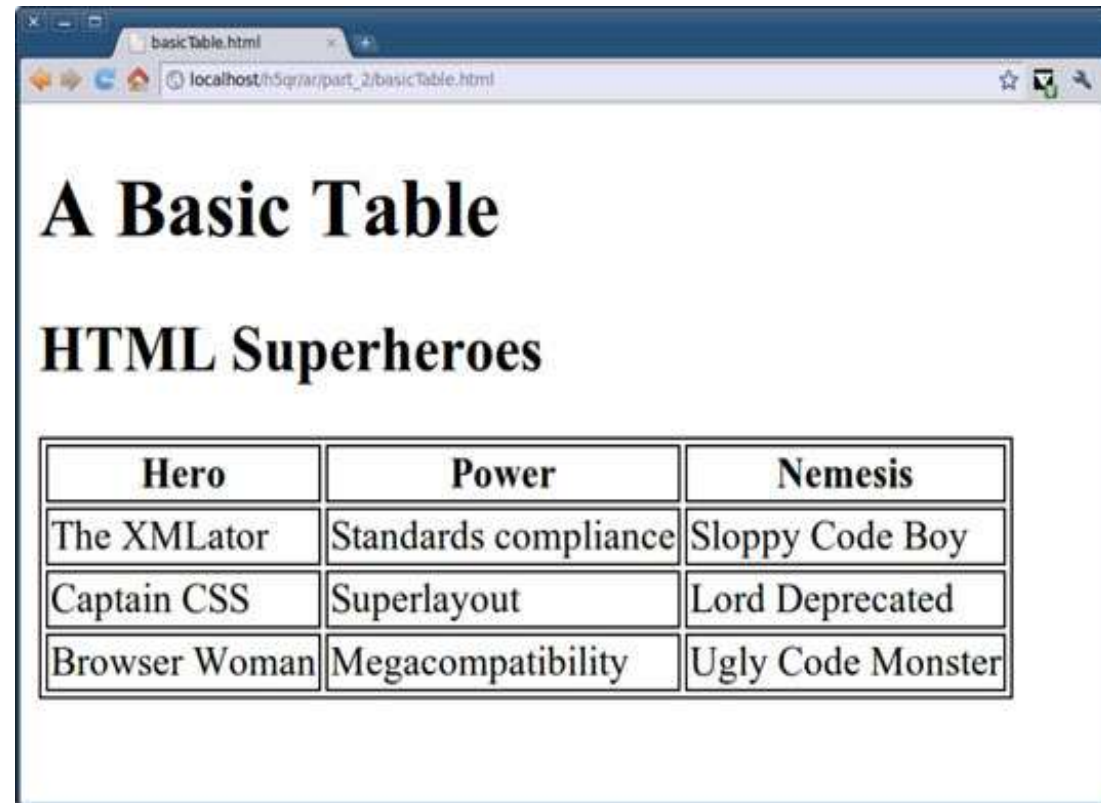 basicTable.html
localhost/h5qr/ar/part_2/basicTable.html
A Basic Table
HTML Superheroes
Hero Power Nemesis
The XMLator Standards compliance Sloppy Code Boy
Captain CSS Superlayout Lord Deprecated
Browser Woman Megacompatibility Ugly Code Monster